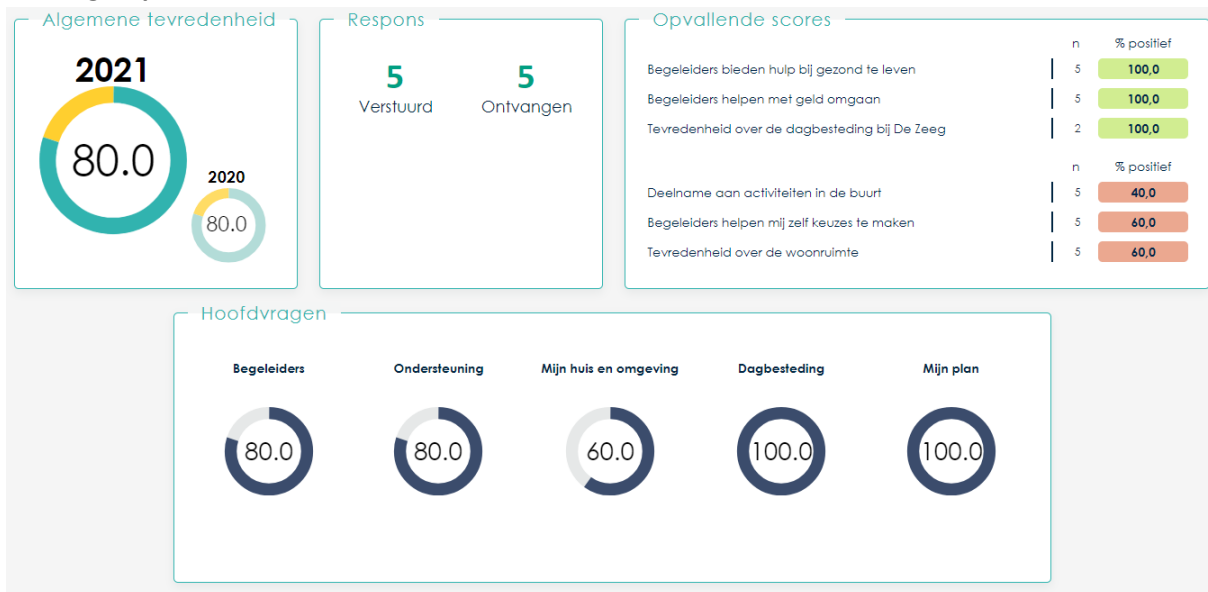 Algemene tevredenheid
2021
80.0
2020
80.0
Respons
5 5
Verstuurd Ontvangen
Opvallende scores
n % positief
Begeleiders bieden hulp bij gezond te leven 5 100,0
Begeleiders helpen met geld omgaan 5 100,0
Tevredenheid over de dagbesteding bij De Zeeg 2 100,0
n % positief
Deelname aan activiteiten in de buurt 5 40,0
Begeleiders helpen mij zelf keuzes te maken 5 60,0
Tevredenheid over de woonruimte 5 60,0
Hoofdvragen
Begeleiders Ondersteuning Mijn huis en omgeving Dagbesteding Mijn plan
80.0 80.0 60.0 100.0 100.0